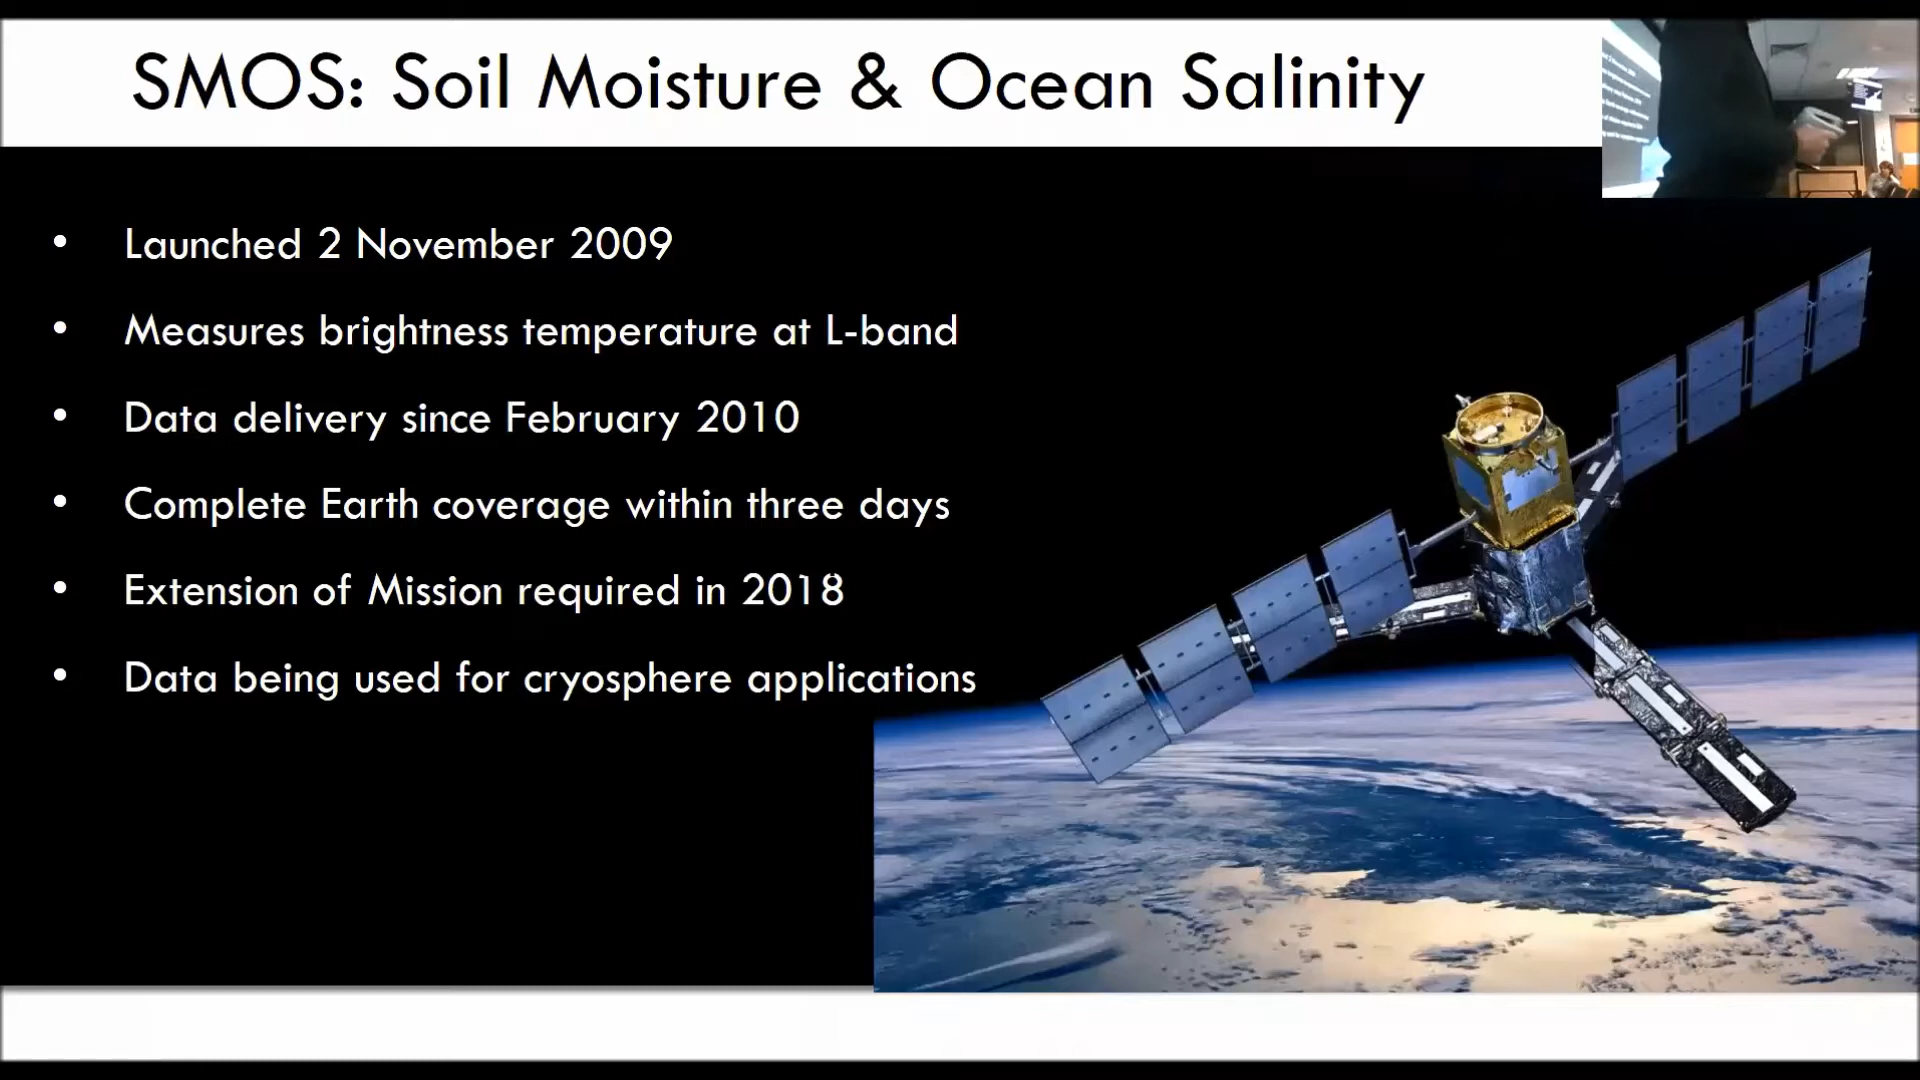 SMOS: Soil Moisture & Ocean Salinity
• Launched 2 November 2009
• Measures brightness temperature at L-band
• Data delivery since February 2010
• Complete Earth coverage within three days
• Extension of Mission required in 2018
• Data being used for cryosphere applications